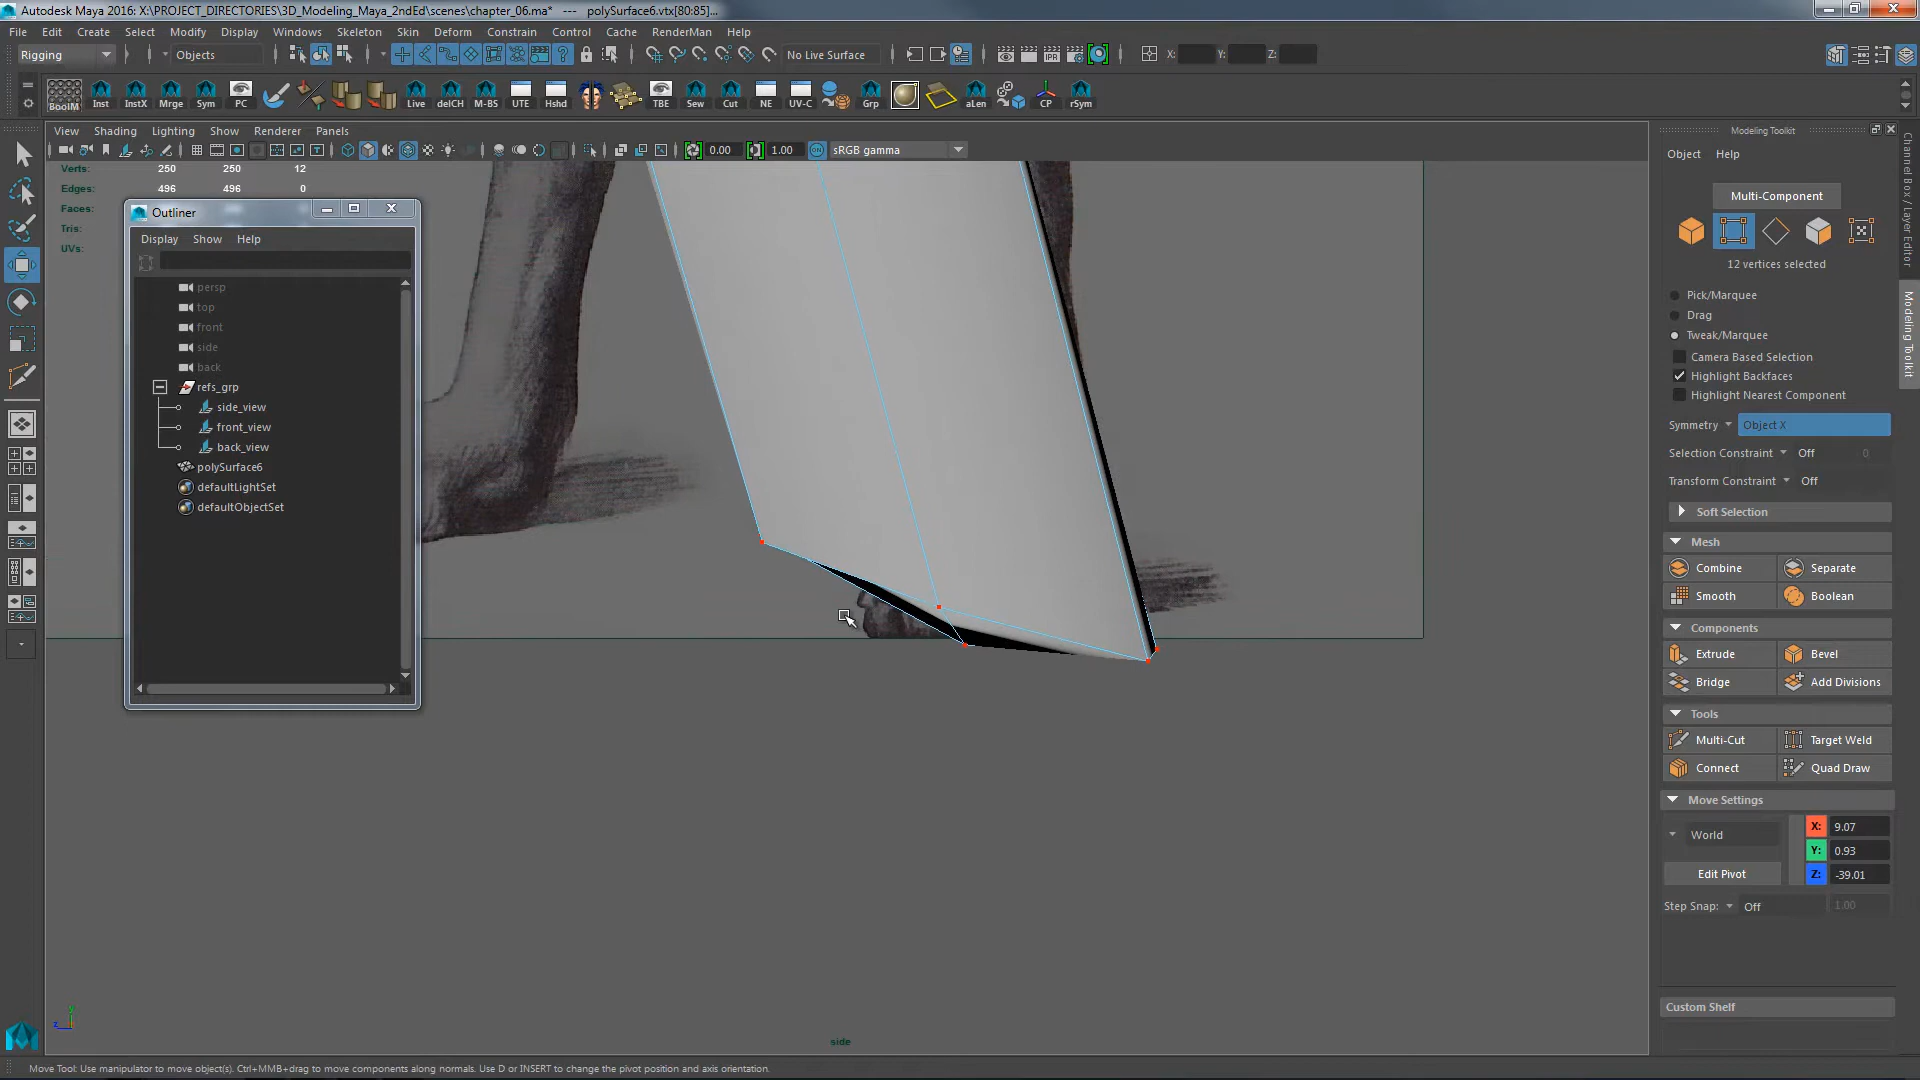 Autodesk Maya 2016: X:\PROJECT_DIRECTORIES\3D_Modeling_Maya_2ndEd\scenes\chapter_06.ma* --- polySurface6.vtx[80:85]...
File Edit Create Select Modify Display Windows Skeleton Skin Deform Constrain Control Cache RenderMan Help
Rigging Objects No Live Surface X: Y: Z:
BoolM Inst InstX Mrge Sym PC Live delCH M-BS UTE Hshd TBE Sew Cut NE UV-C Grp aLen CP rSym
View Shading Lighting Show Renderer Panels
0.00 1.00 sRGB gamma
Verts: 250 250 12
Edges: 496 496 0
Faces:
Tris:
UVs:
Outliner
Display Show Help
persp
top
front
side
back
refs_grp
side_view
front_view
back_view
polySurface6
defaultLightSet
defaultObjectSet
side
Modeling Toolkit
Object Help
Multi-Component
12 vertices selected
Pick/Marquee
Drag
Tweak/Marquee
Camera Based Selection
Highlight Backfaces
Highlight Nearest Component
Symmetry Object X
Selection Constraint Off 0
Transform Constraint Off
Soft Selection
Mesh
Combine Separate
Smooth Boolean
Components
Extrude Bevel
Bridge Add Divisions
Tools
Multi-Cut Target Weld
Connect Quad Draw
Move Settings
World X: 9.07
Y: 0.93
Edit Pivot Z: -39.01
Step Snap: Off 1.00
Custom Shelf
Channel Box / Layer Editor
Modeling Toolkit
Move Tool: Use manipulator to move object(s). Ctrl+MMB+drag to move components along normals. Use D or INSERT to change the pivot position and axis orientation.